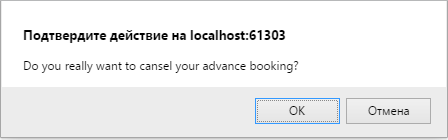 Подтвердите действие на localhost:61303
Do you really want to cansel your advance booking?
OK
Отмена